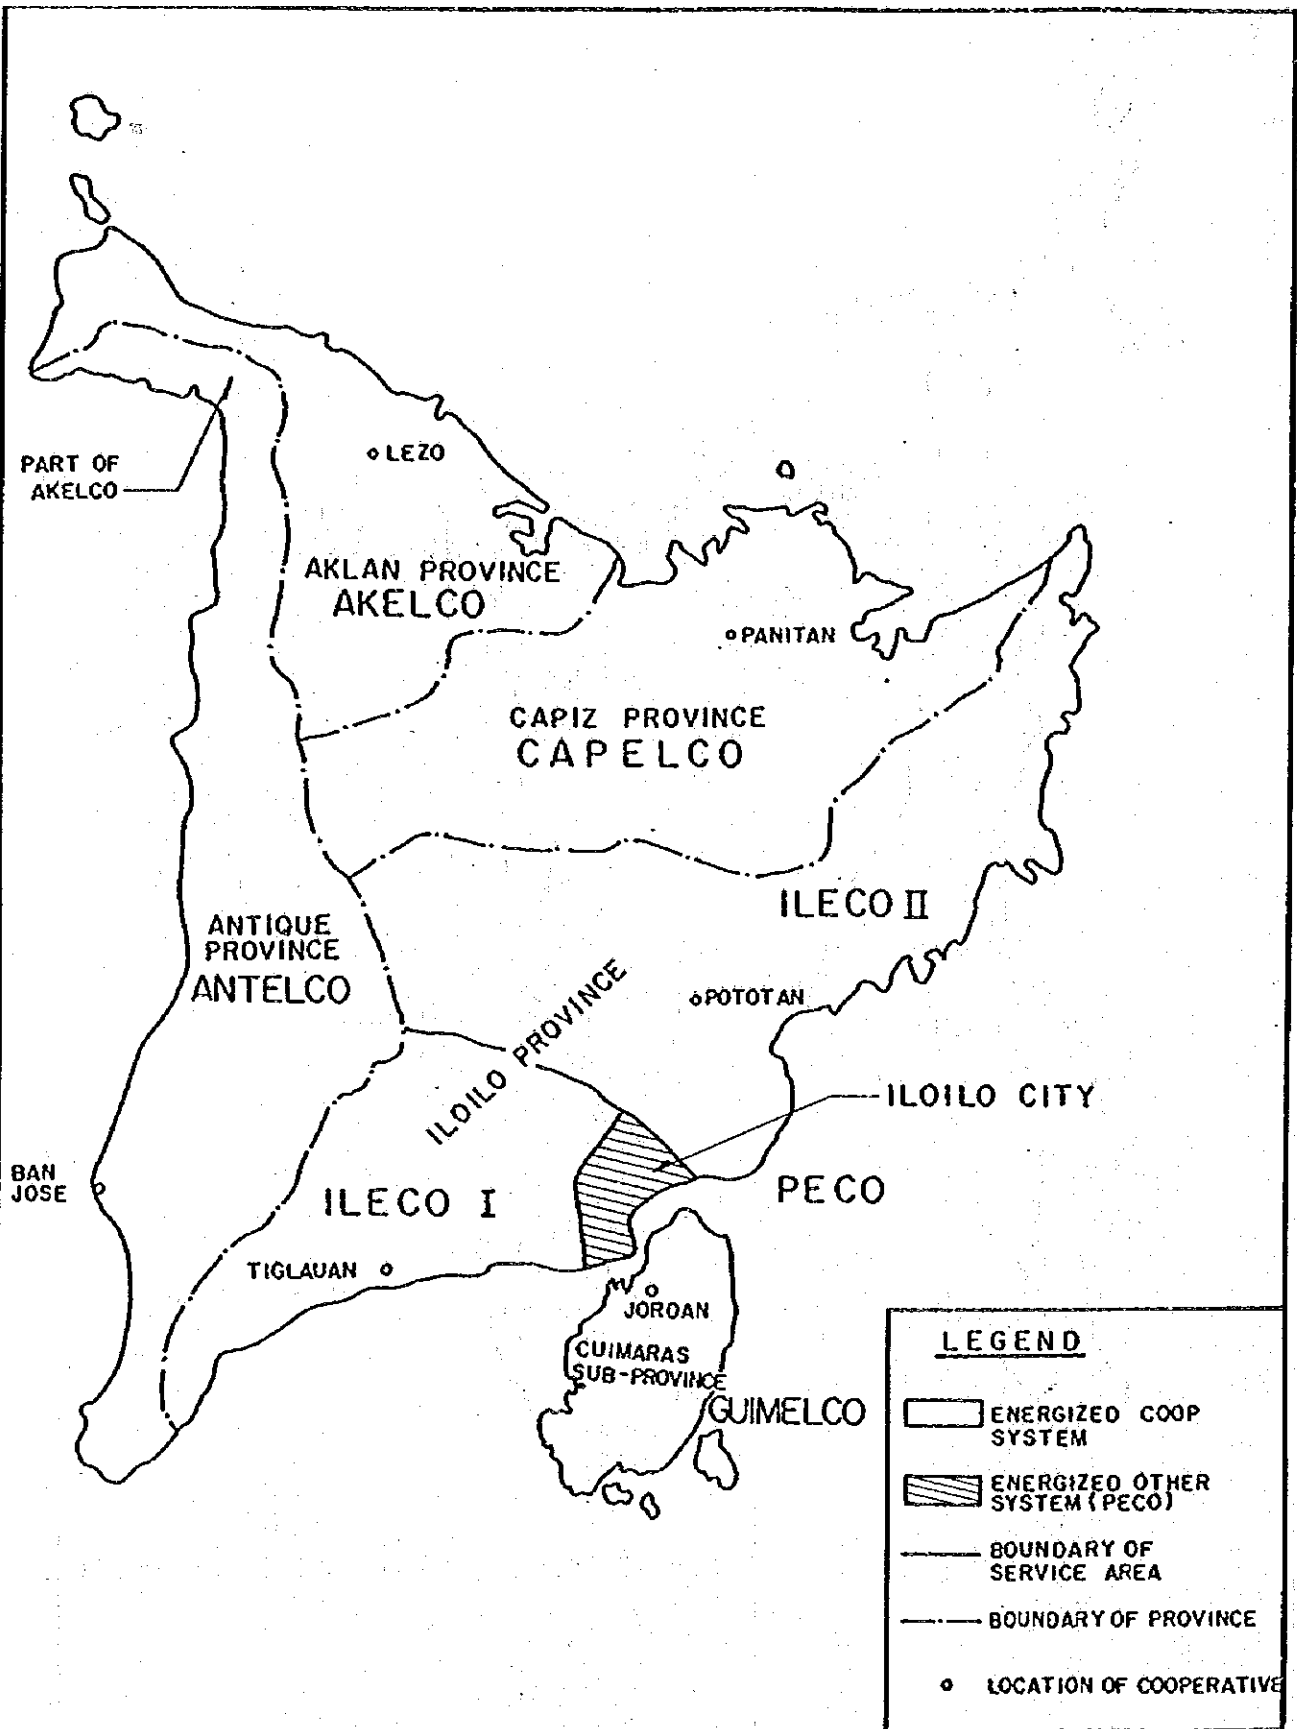 PART OF
AKELCO
LEZO
AKLAN PROVINCE
AKELCO
PANITAN
CAPIZ PROVINCE
CAPELCO
ILECO II
ANTIQUE
PROVINCE
ANTELCO
POTOTAN
ILOILO PROVINCE
ILOILO CITY
BAN
JOSE
ILECO I
PECO
TIGLAUAN
JOROAN
CUIMARAS
SUB-PROVINCE
GUIMELCO
LEGEND
ENERGIZED COOP
SYSTEM
ENERGIZED OTHER
SYSTEM (PECO)
BOUNDARY OF
SERVICE AREA
BOUNDARY OF PROVINCE
LOCATION OF COOPERATIVE